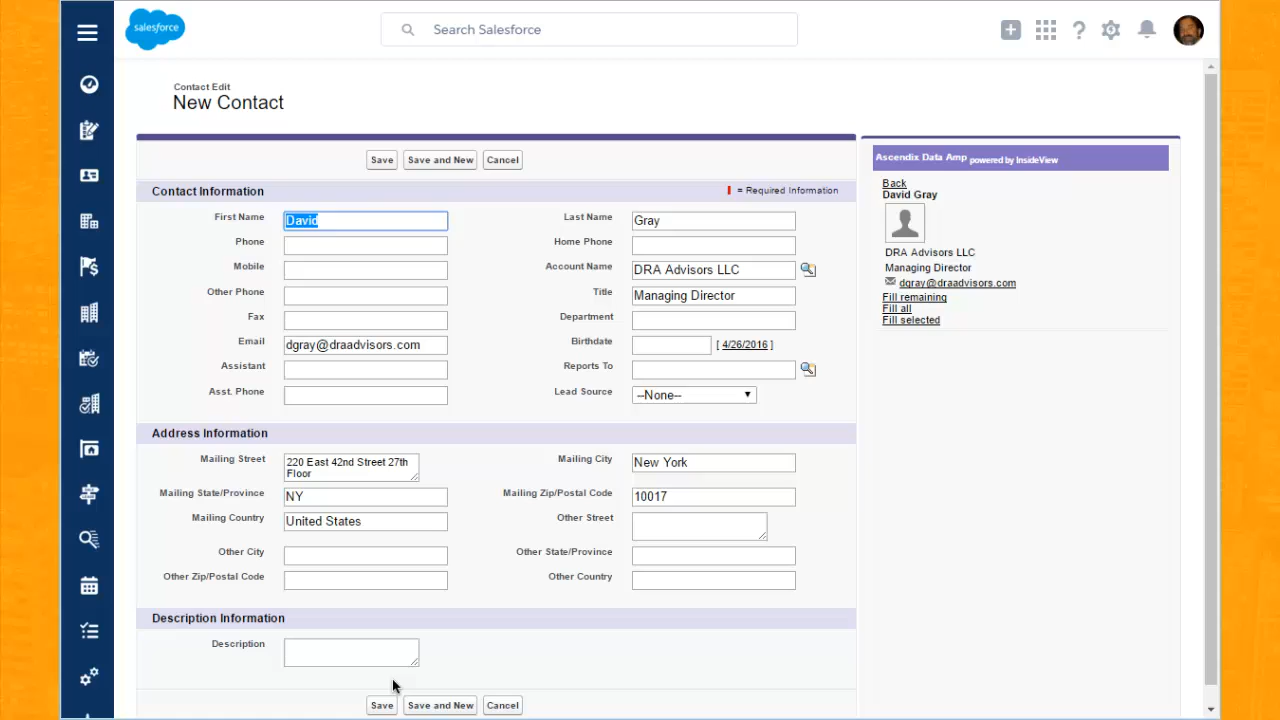 salesforce
Search Salesforce
Contact Edit
New Contact
Save
Save and New
Cancel
Contact Information
= Required Information
First Name
David
Last Name
Gray
Phone
Home Phone
Mobile
Account Name
DRA Advisors LLC
Other Phone
Title
Managing Director
Fax
Department
Email
dgray@draadvisors.com
Birthdate
[ 4/26/2016 ]
Assistant
Reports To
Asst. Phone
Lead Source
--None--
Address Information
Mailing Street
220 East 42nd Street 27th
Floor
Mailing City
New York
Mailing State/Province
NY
Mailing Zip/Postal Code
10017
Mailing Country
United States
Other Street
Other City
Other State/Province
Other Zip/Postal Code
Other Country
Description Information
Description
Save
Save and New
Cancel
Ascendix Data Amp powered by InsideView
Back
David Gray
DRA Advisors LLC
Managing Director
dgray@draadvisors.com
Fill remaining
Fill all
Fill selected